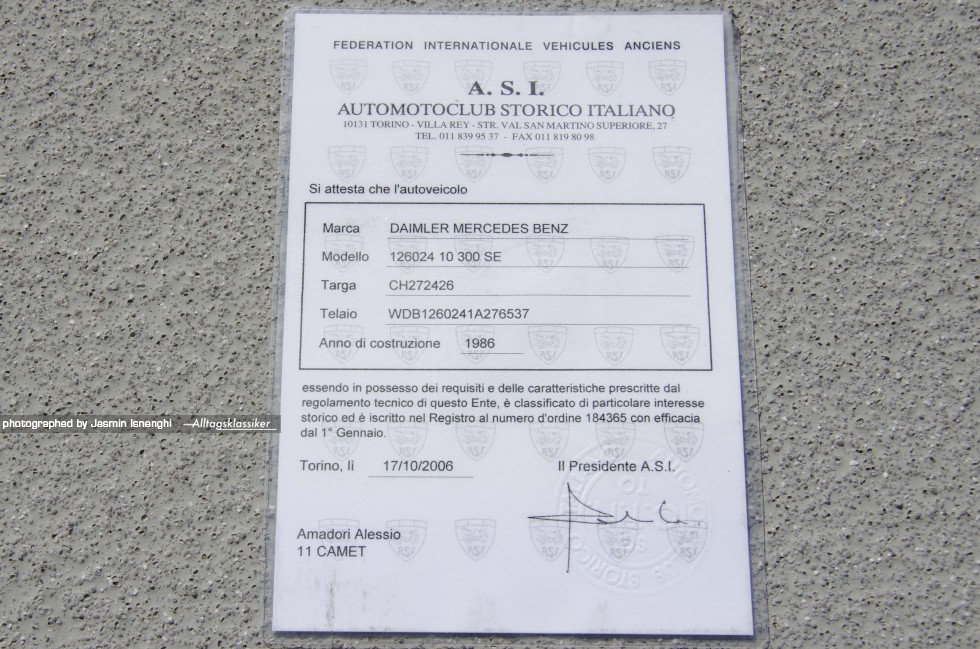 FEDERATION INTERNATIONALE VEHICULES ANCIENS
A. S. I.
AUTOMOTOCLUB STORICO ITALIANO
10131 TORINO - VILLA REY - STR. VAL SAN MARTINO SUPERIORE, 27
TEL. 011 839 95 37 - FAX 011 819 80 98
Si attesta che l'autoveicolo
Marca DAIMLER MERCEDES BENZ
Modello 126024 10 300 SE
Targa CH272426
Telaio WDB1260241A276537
Anno di costruzione 1986
essendo in possesso dei requisiti e delle caratteristiche prescritte dal
regolamento tecnico di questo Ente, è classificato di particolare interesse
storico ed è iscritto nel Registro al numero d'ordine 184365 con efficacia
dal 1° Gennaio.
Torino, lì 17/10/2006 Il Presidente A.S.I.
Amadori Alessio
11 CAMET
photographed by Jasmin Isnenghi —Alltagsklassiker